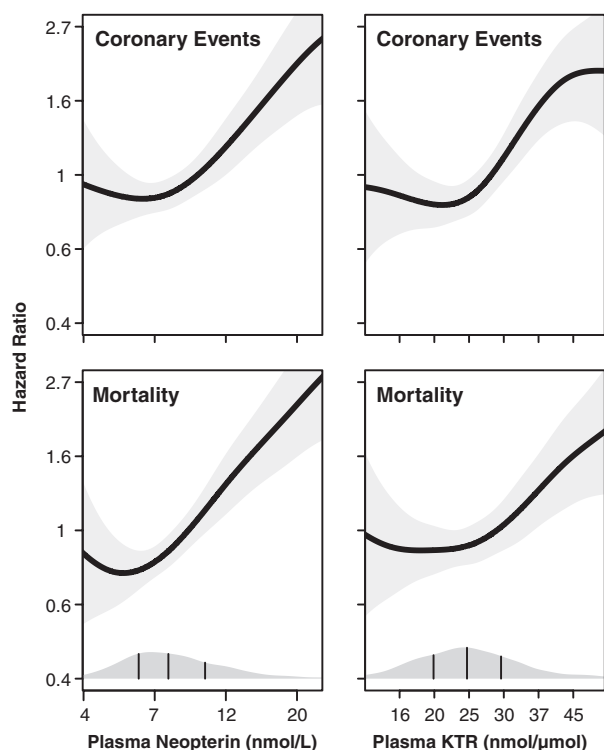 Coronary Events
Coronary Events
2.7
1.6
1
0.6
0.4
Hazard Ratio
Mortality
Mortality
2.7
1.6
1
0.6
0.4
4 7 12 20
16 20 25 30 37 45
Plasma Neopterin (nmol/L)
Plasma KTR (nmol/μmol)